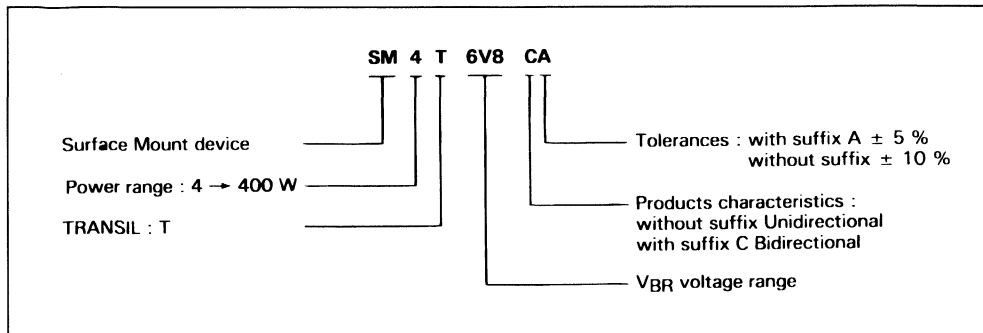 SM 4 T 6V8 CA
Surface Mount device
Power range : 4 → 400 W
TRANSIL : T
Tolerances : with suffix A ± 5 %
without suffix ± 10 %
Products characteristics :
without suffix Unidirectional
with suffix C Bidirectional
VBR voltage range